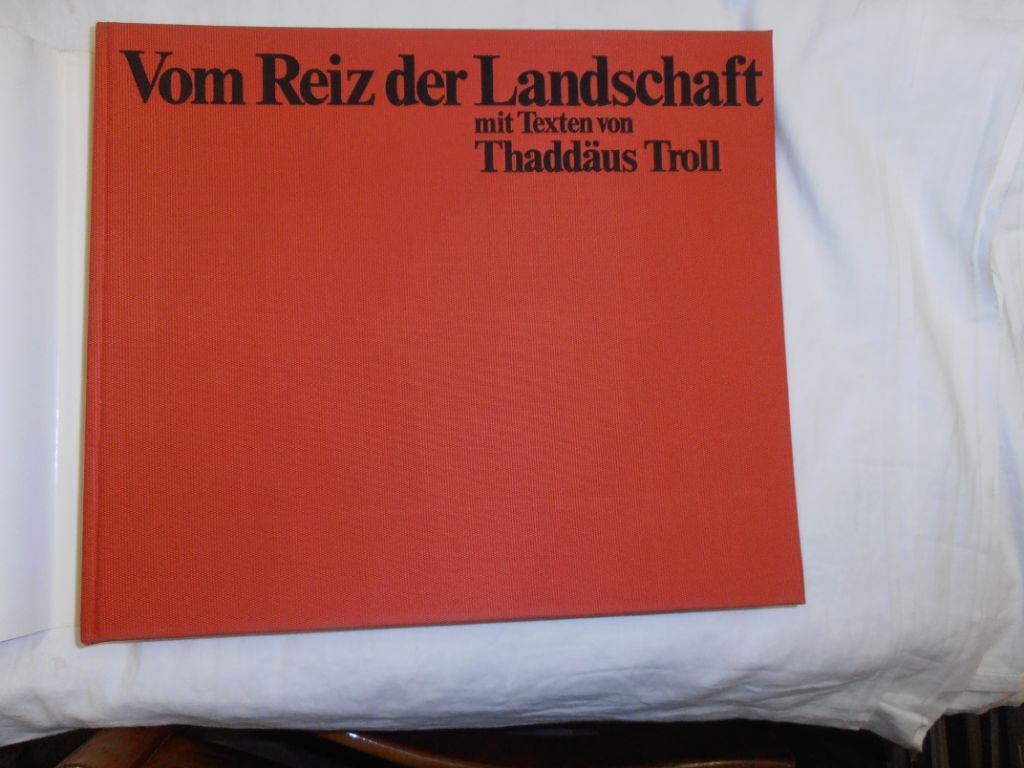 Vom Reiz der Landschaft
mit Texten von
Thaddäus Troll